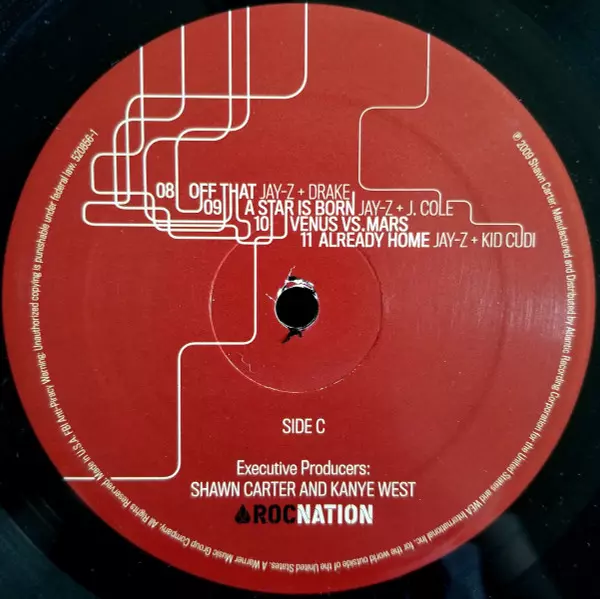 08 OFF THAT JAY-Z + DRAKE
09 A STAR IS BORN JAY-Z + J. COLE
10 VENUS VS. MARS
11 ALREADY HOME JAY-Z + KID CUDI
SIDE C
Executive Producers:
SHAWN CARTER AND KANYE WEST
ROCNATION
℗ 2009 Shawn Carter. Manufactured and Distributed by Atlantic Recording Corporation for the United States and WEA International Inc. for the world outside of the United States. A Warner Music Group Company. All Rights Reserved. Made in U.S.A. FBI Anti-Piracy Warning: Unauthorized copying is punishable under federal law. 520856-1